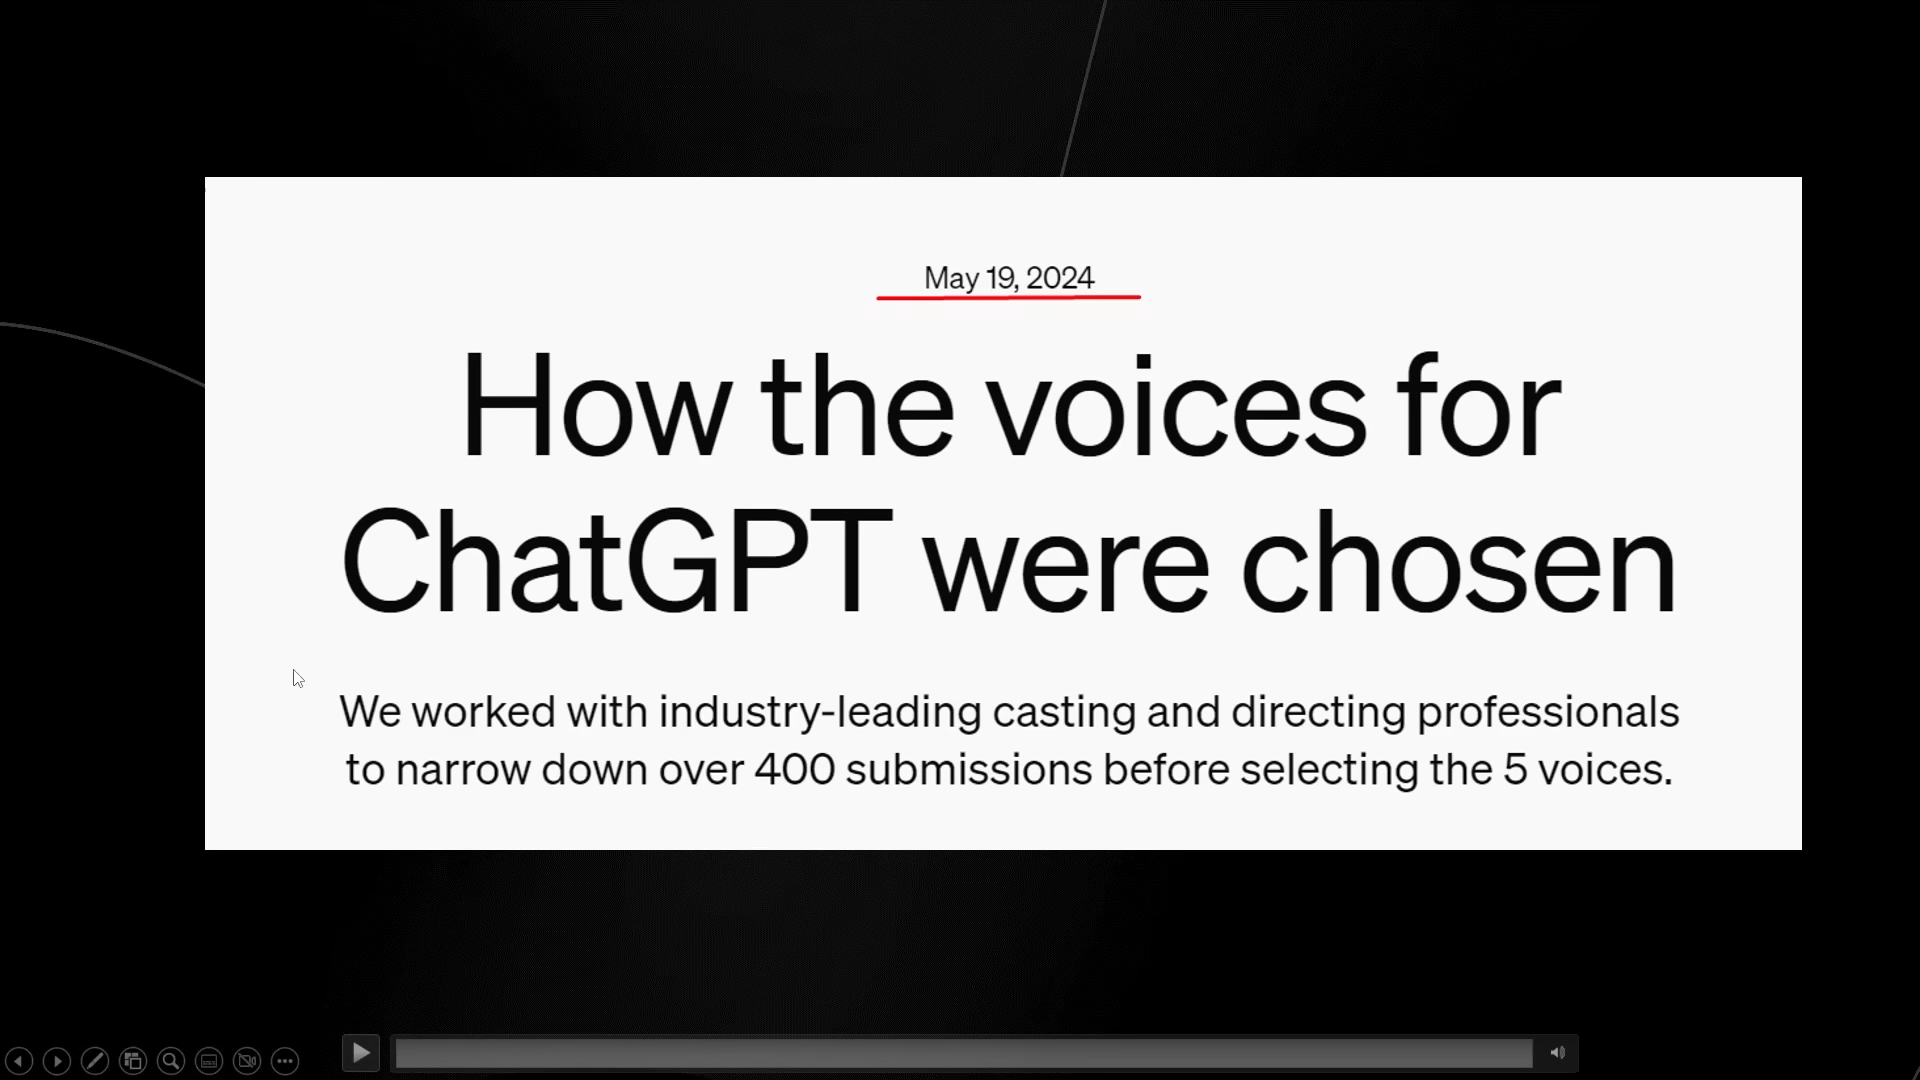 May 19, 2024
How the voices for
ChatGPT were chosen
We worked with industry-leading casting and directing professionals
to narrow down over 400 submissions before selecting the 5 voices.